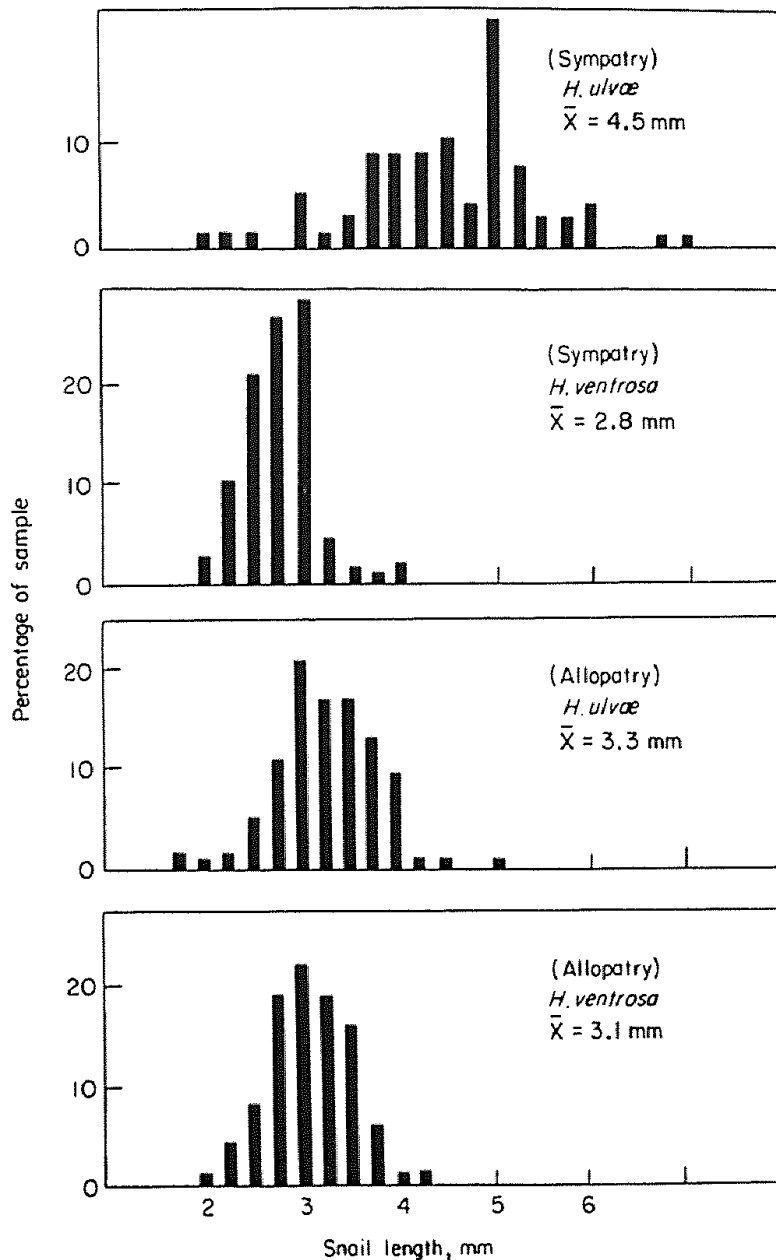 (Sympatry)
H. ulvæ
X̄ = 4.5 mm
10
0
(Sympatry)
H. ventrosa
X̄ = 2.8 mm
20
10
0
Percentage of sample
(Allopatry)
H. ulvæ
X̄ = 3.3 mm
20
10
0
(Allopatry)
H. ventrosa
X̄ = 3.1 mm
20
10
0
2 3 4 5 6
Snail length, mm